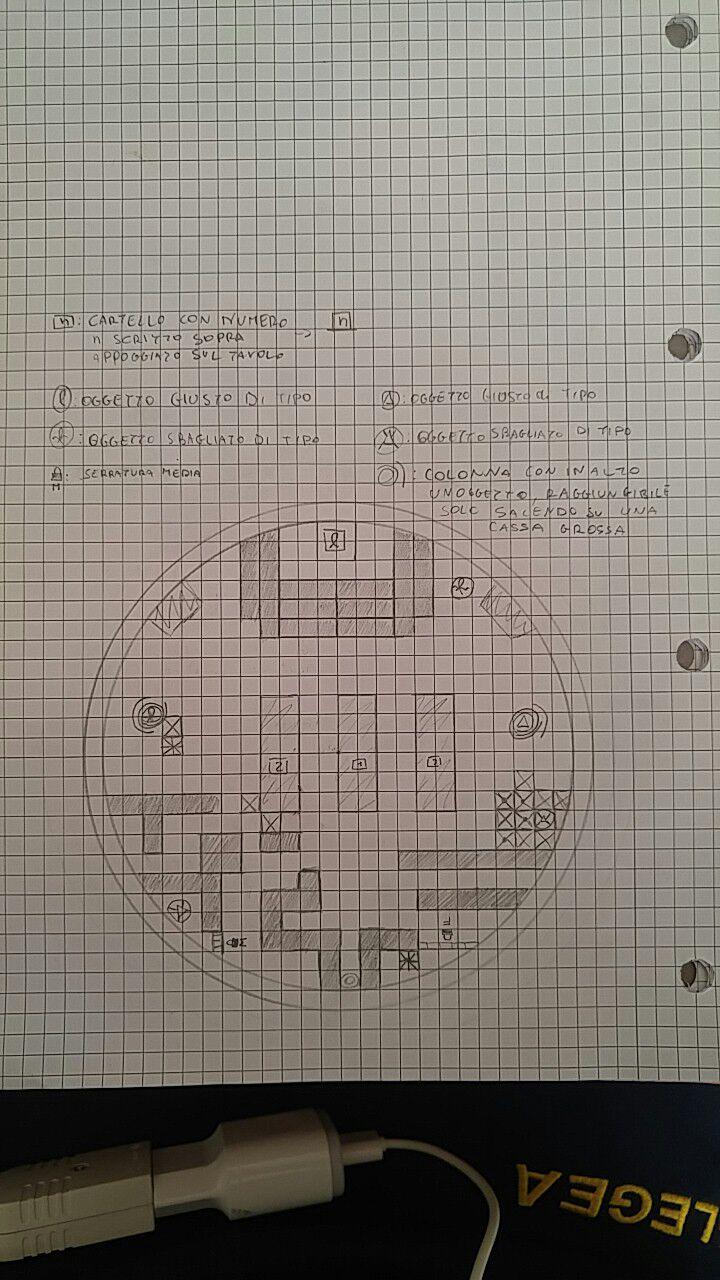 n: CARTELLO CON NUMERO
n SCRITTO SOPRA -> n
APPOGGIATO SUL TAVOLO
l: OGGETTO GIUSTO DI TIPO
△: OGGETTO GIUSTO di TIPO
: OGGETTO SBAGLIATO DI TIPO
: OGGETTO SBAGLIATO DI TIPO
M: SERRATURA MEDIA
: COLONNA CON IN ALTO
UN OGGETTO, RAGGIUNGIBILE
SOLO SALENDO SU UNA
CASSA GROSSA
l
l
△
2
LEGEA